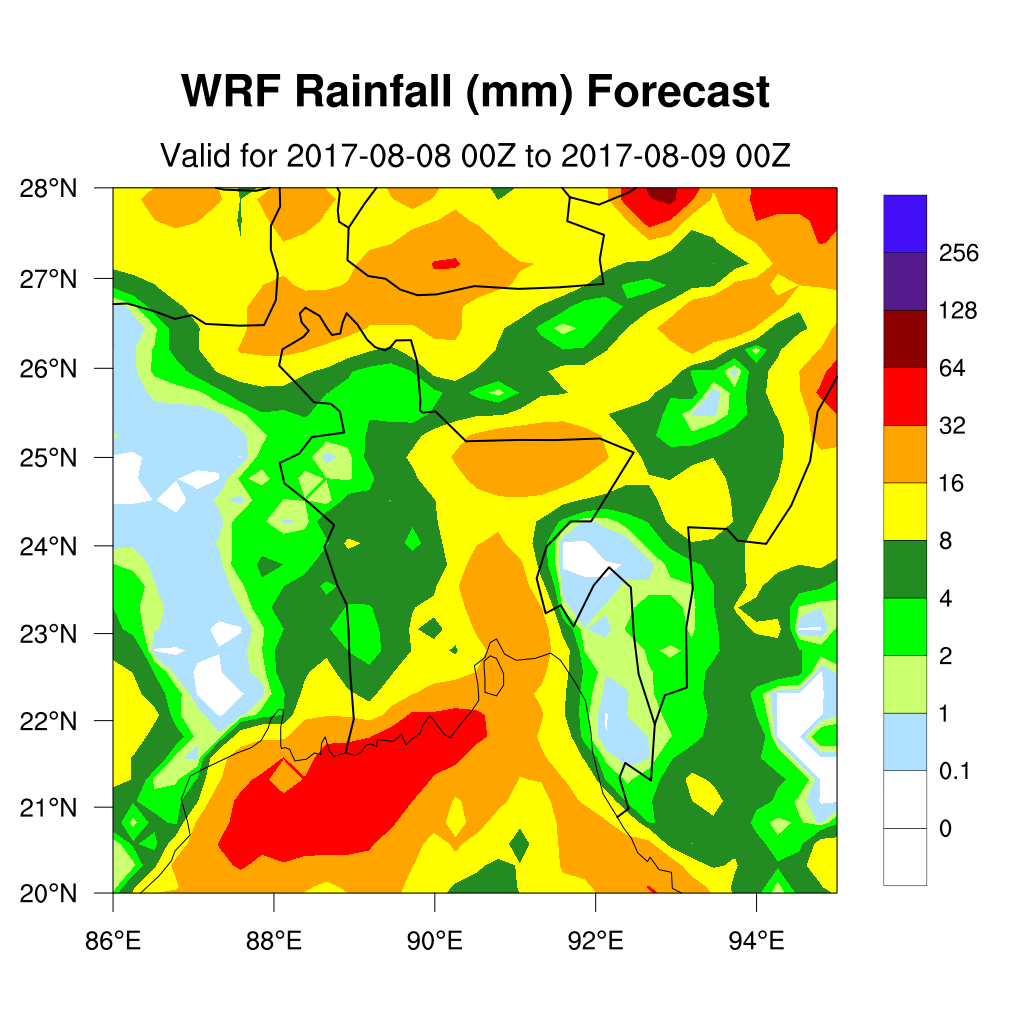 WRF Rainfall (mm) Forecast
Valid for 2017-08-08 00Z to 2017-08-09 00Z
28°N
27°N
26°N
25°N
24°N
23°N
22°N
21°N
20°N
86°E 88°E 90°E 92°E 94°E
256
128
64
32
16
8
4
2
1
0.1
0